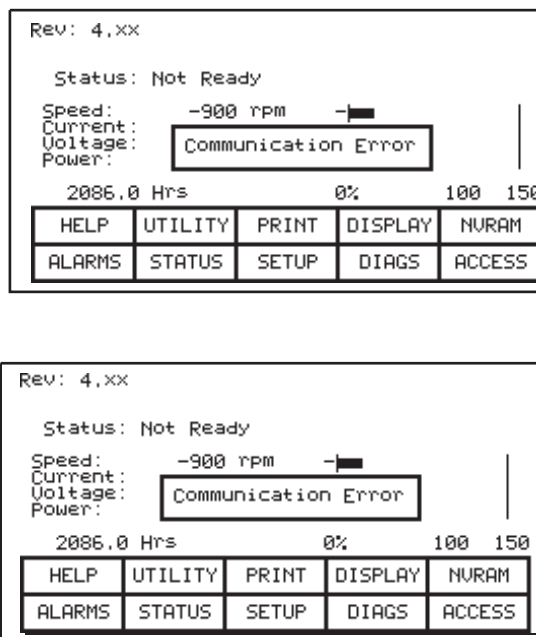 Rev: 4.xx
Status: Not Ready
Speed: -900 rpm -
Current:
Voltage:
Power:
Communication Error
2086.0 Hrs 0% 100 150
HELP UTILITY PRINT DISPLAY NVRAM
ALARMS STATUS SETUP DIAGS ACCESS
Rev: 4.xx
Status: Not Ready
Speed: -900 rpm -
Current:
Voltage:
Power:
Communication Error
2086.0 Hrs 0% 100 150
HELP UTILITY PRINT DISPLAY NVRAM
ALARMS STATUS SETUP DIAGS ACCESS